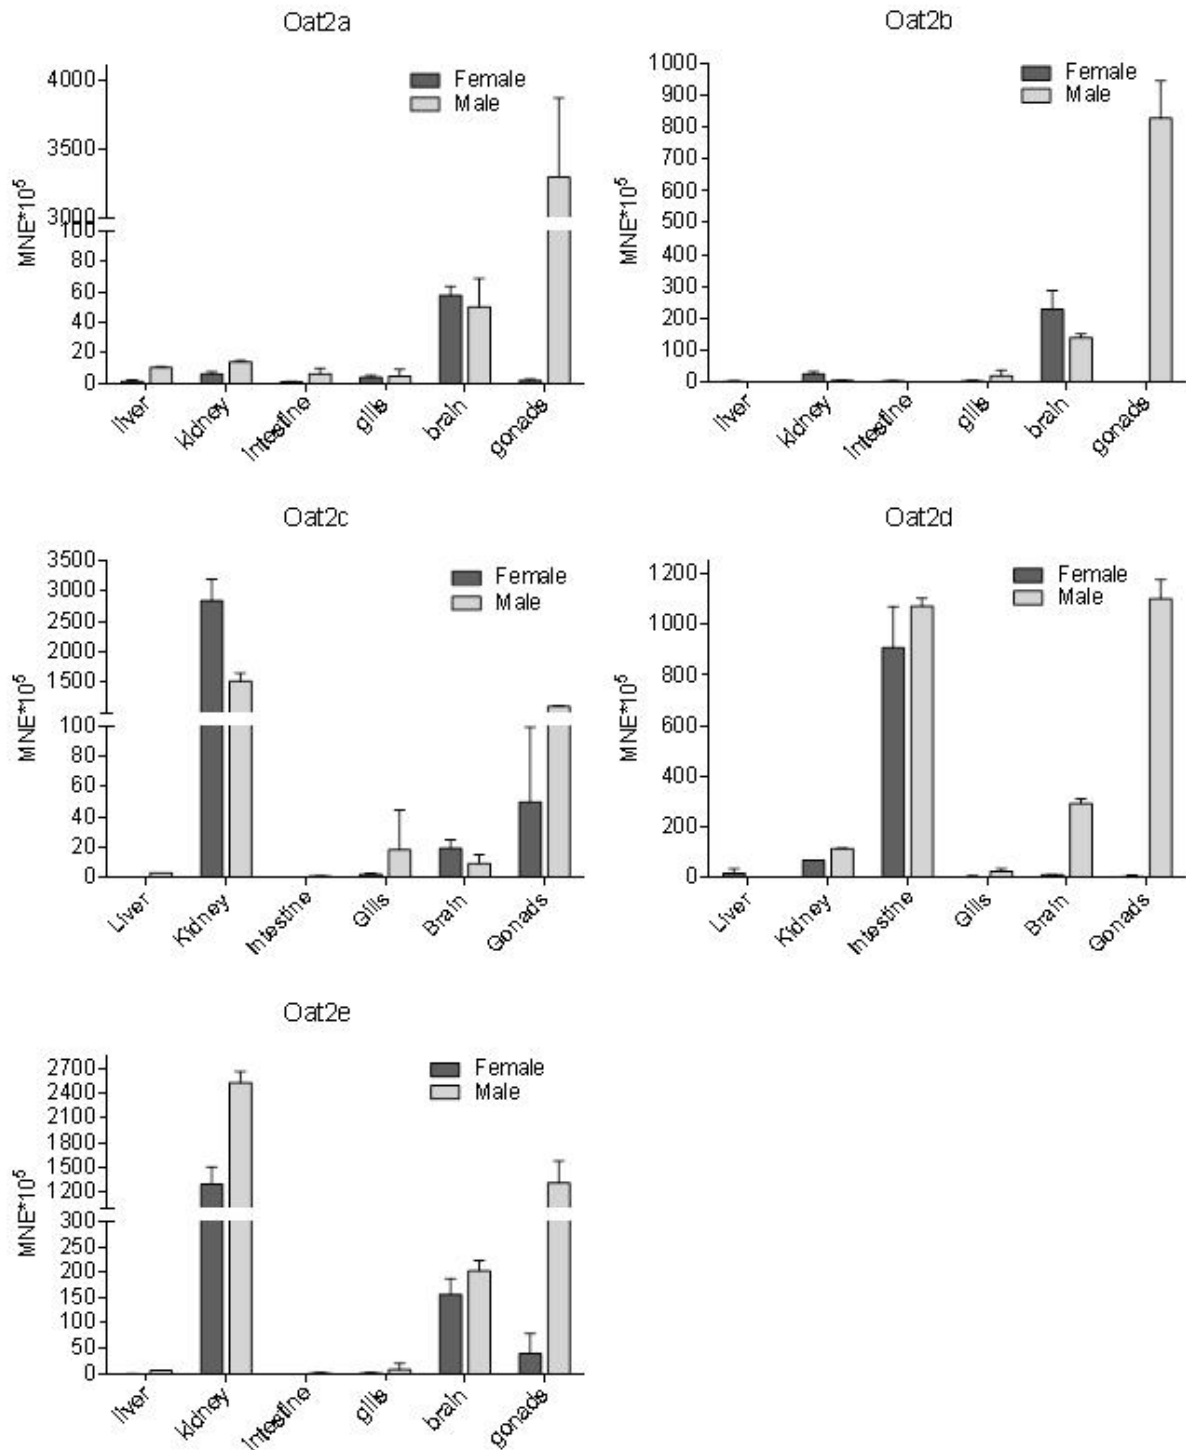 Oat2a
Female
Male
4000
3500
3000
100
80
60
40
20
0
MNE*10⁵
liver
kidney
intestine
gills
brain
gonads
Oat2b
Female
Male
1000
900
800
700
600
500
400
300
200
100
0
MNE*10⁵
liver
kidney
intestine
gills
brain
gonads
Oat2c
Female
Male
3500
3000
2500
2000
1500
100
80
60
40
20
0
MNE*10⁵
Liver
Kidney
Intestine
Gills
Brain
Gonads
Oat2d
Female
Male
1200
1000
800
600
400
200
0
MNE*10⁵
Liver
Kidney
Intestine
Gills
Brain
Gonads
Oat2e
Female
Male
2700
2400
2100
1800
1500
1200
300
250
200
150
100
50
0
MNE*10⁵
liver
kidney
intestine
gills
brain
gonads